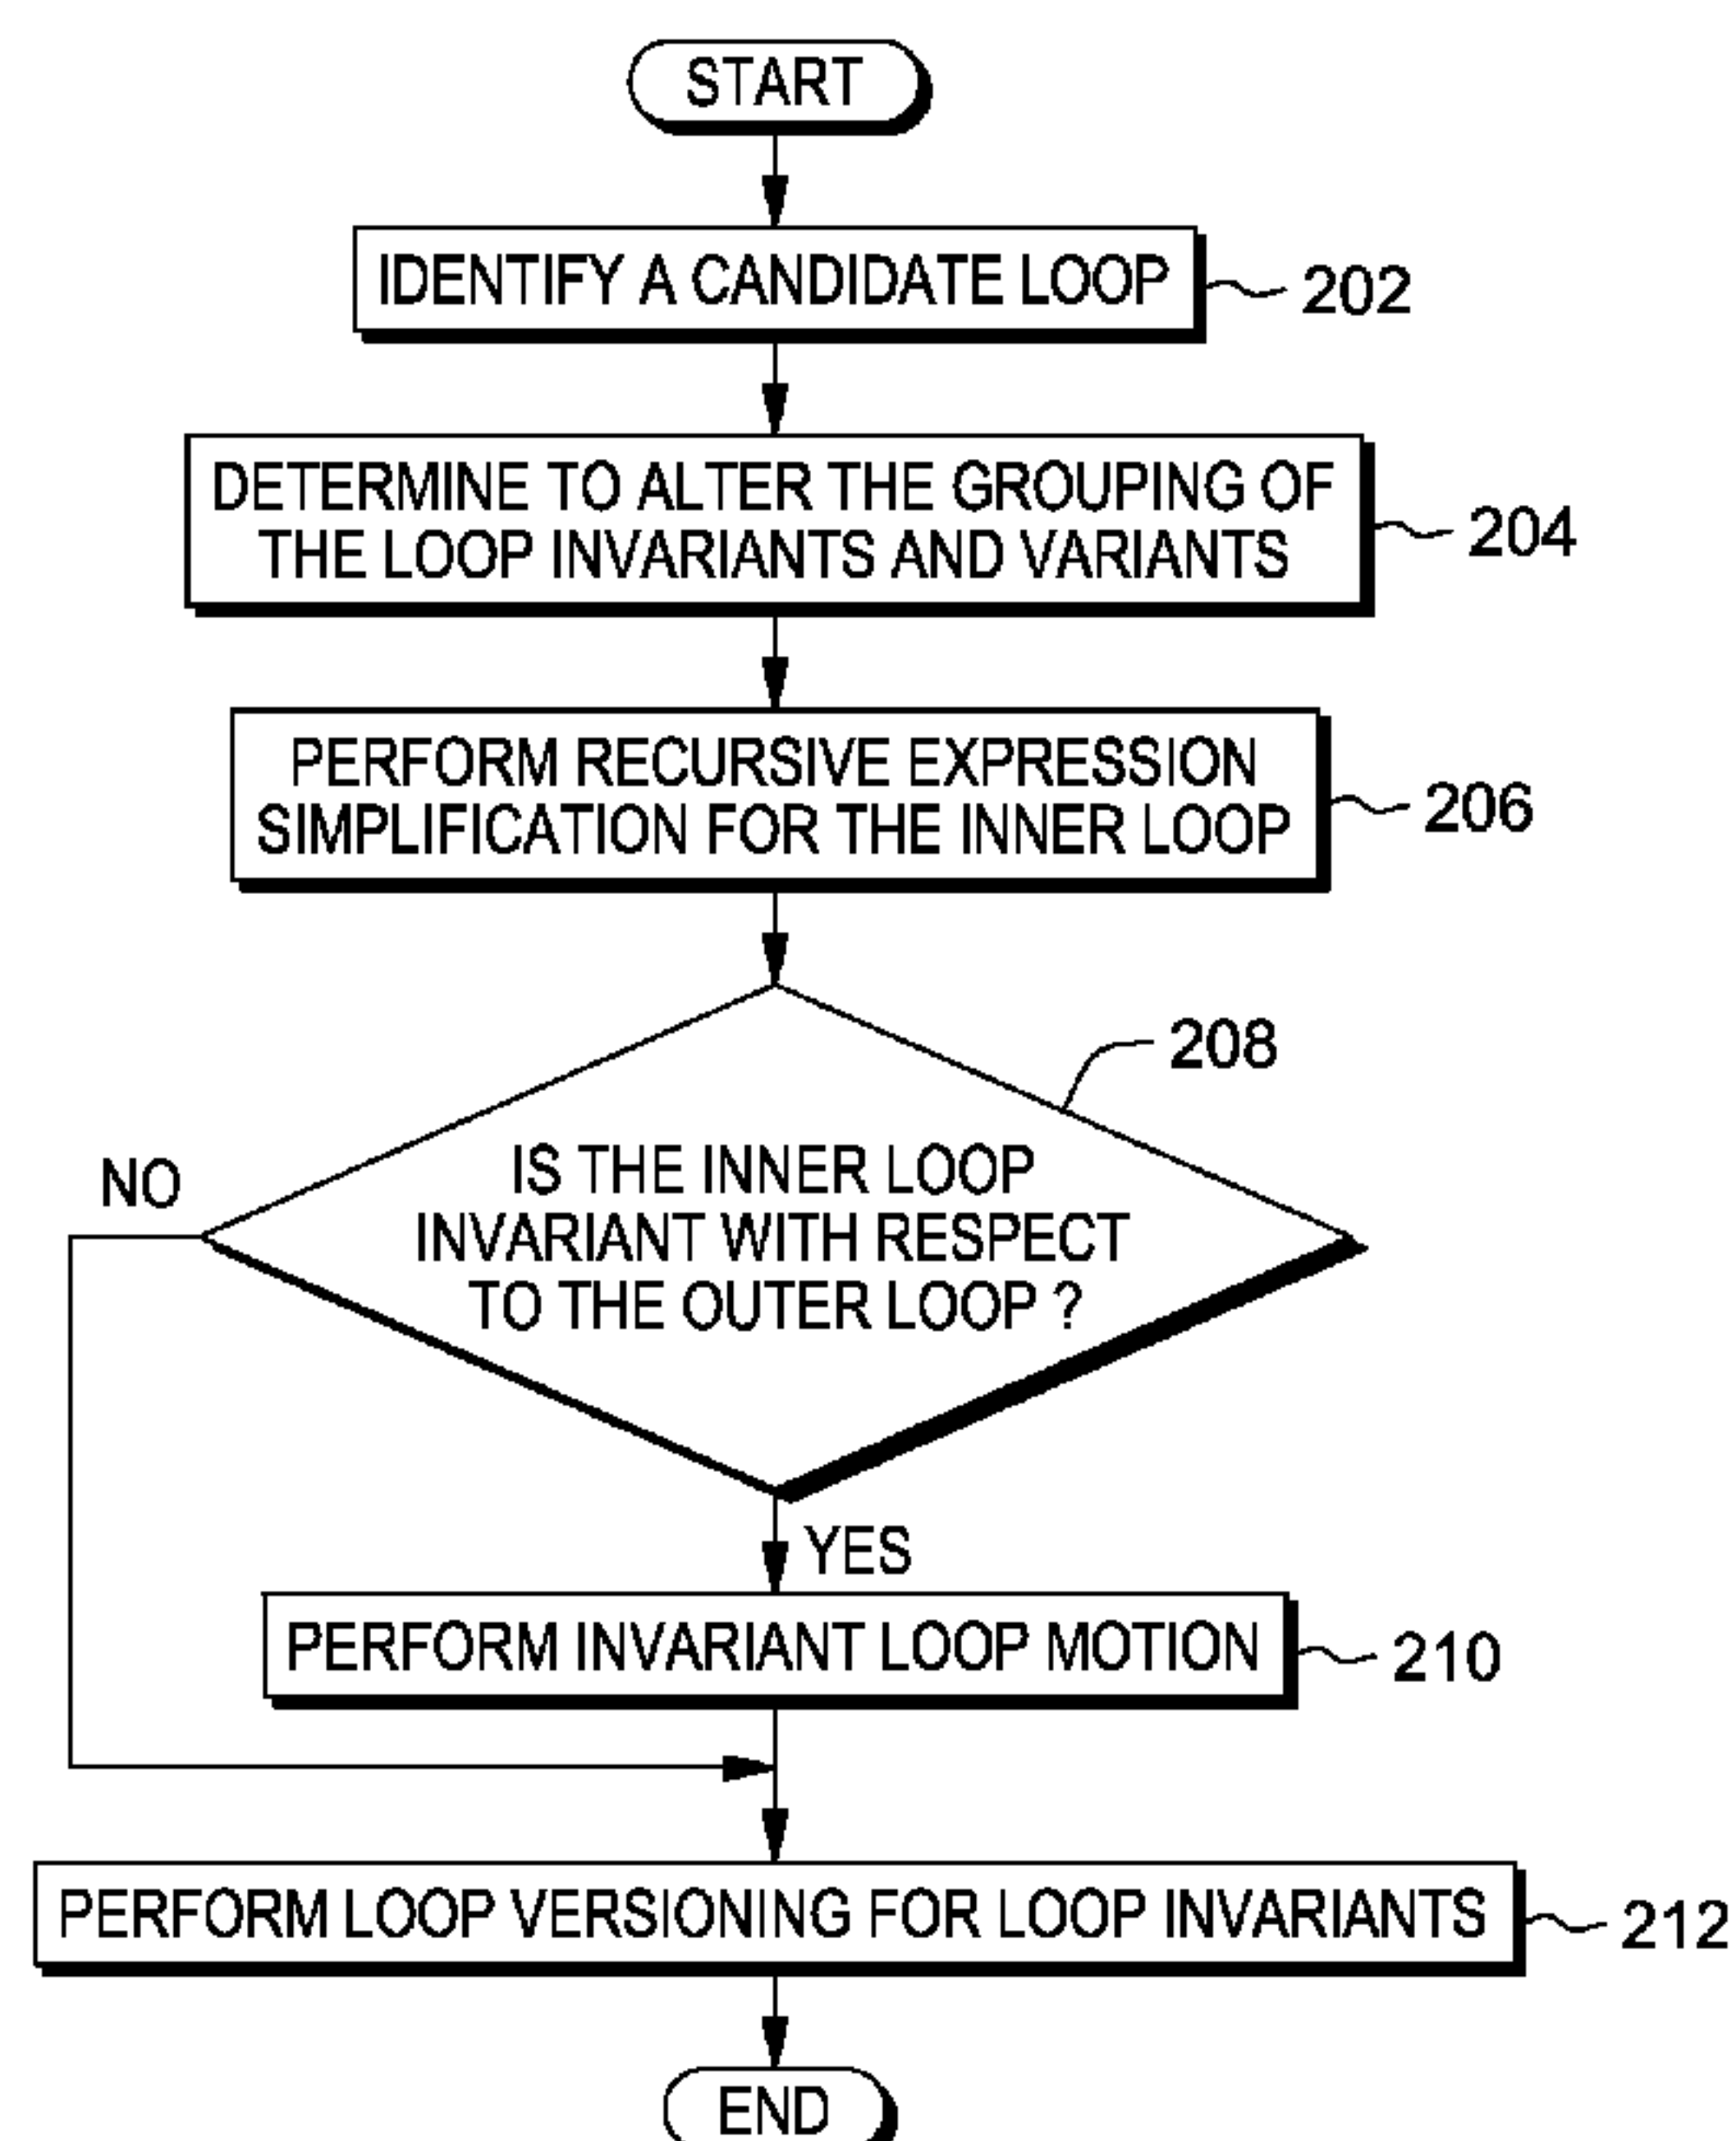 START
IDENTIFY A CANDIDATE LOOP
202
DETERMINE TO ALTER THE GROUPING OF
THE LOOP INVARIANTS AND VARIANTS
204
PERFORM RECURSIVE EXPRESSION
SIMPLIFICATION FOR THE INNER LOOP
206
208
IS THE INNER LOOP
INVARIANT WITH RESPECT
TO THE OUTER LOOP ?
NO
YES
PERFORM INVARIANT LOOP MOTION
210
PERFORM LOOP VERSIONING FOR LOOP INVARIANTS
212
END